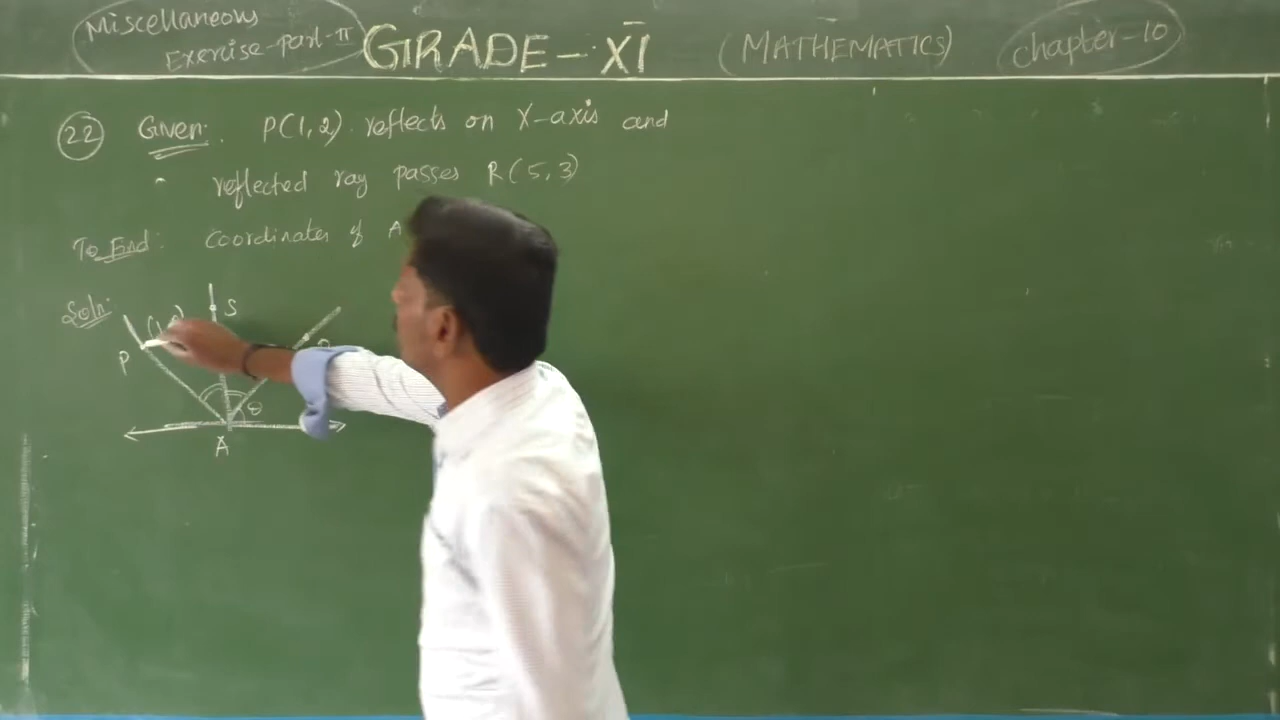 Miscellaneous
Exercise-part-II
GRADE-XI
(MATHEMATICS)
chapter-10
22 Given: P(1,2) reflects on X-axis and
reflected ray passes R(5,3)
To Find: Coordinates of A
Soln:
S
P
θ
A